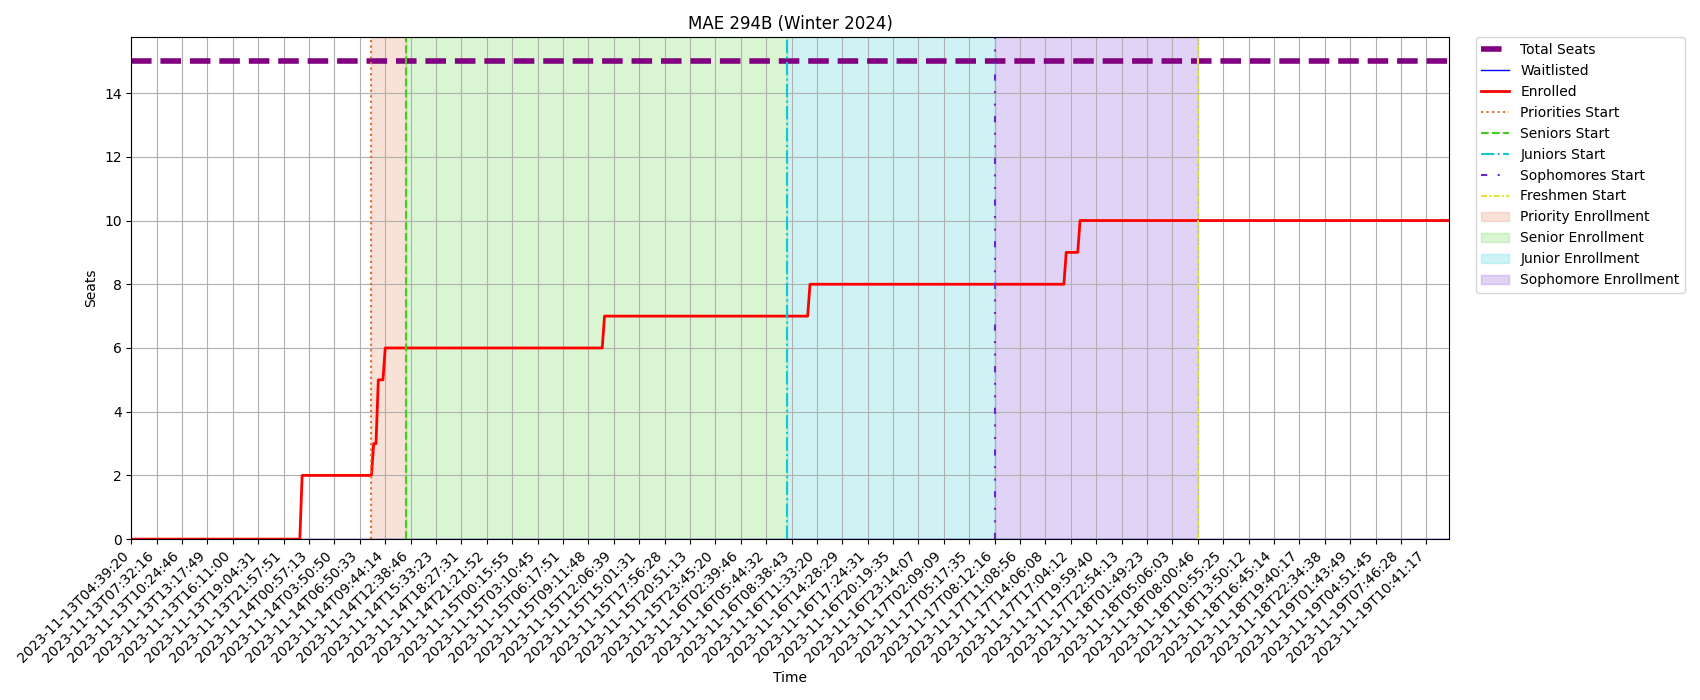 MAE 294B (Winter 2024)
Total Seats
Waitlisted
Enrolled
Priorities Start
Seniors Start
Juniors Start
Sophomores Start
Freshmen Start
Priority Enrollment
Senior Enrollment
Junior Enrollment
Sophomore Enrollment
Seats
14
12
10
8
6
4
2
0
2023-11-13T04:39:20
2023-11-13T07:32:16
2023-11-13T10:24:46
2023-11-13T13:17:49
2023-11-13T16:11:00
2023-11-13T19:04:31
2023-11-13T21:57:51
2023-11-14T00:57:13
2023-11-14T03:50:50
2023-11-14T06:50:33
2023-11-14T09:44:14
2023-11-14T12:38:46
2023-11-14T15:33:23
2023-11-14T18:27:31
2023-11-14T21:21:52
2023-11-15T00:15:55
2023-11-15T03:10:45
2023-11-15T06:17:51
2023-11-15T09:11:48
2023-11-15T12:06:39
2023-11-15T15:01:31
2023-11-15T17:56:28
2023-11-15T20:51:13
2023-11-15T23:45:20
2023-11-16T02:39:46
2023-11-16T05:44:32
2023-11-16T08:38:43
2023-11-16T11:33:20
2023-11-16T14:28:29
2023-11-16T17:24:31
2023-11-16T20:19:35
2023-11-16T23:14:07
2023-11-17T02:09:09
2023-11-17T05:17:35
2023-11-17T08:12:16
2023-11-17T11:08:56
2023-11-17T14:06:08
2023-11-17T17:04:12
2023-11-17T19:59:40
2023-11-17T22:54:13
2023-11-18T01:49:23
2023-11-18T05:06:03
2023-11-18T08:00:46
2023-11-18T10:55:25
2023-11-18T13:50:12
2023-11-18T16:45:14
2023-11-18T19:40:17
2023-11-18T22:34:38
2023-11-19T01:43:49
2023-11-19T04:51:45
2023-11-19T07:46:28
2023-11-19T10:41:17
Time